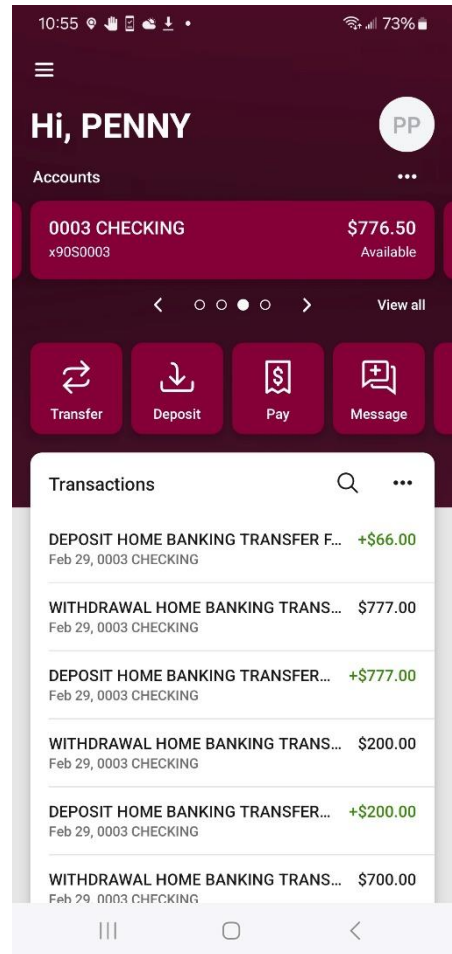 10:55 73%
Hi, PENNY PP
Accounts
0003 CHECKING $776.50
x90S0003 Available
View all
Transfer Deposit Pay Message
Transactions
DEPOSIT HOME BANKING TRANSFER F... +$66.00
Feb 29, 0003 CHECKING
WITHDRAWAL HOME BANKING TRANS... $777.00
Feb 29, 0003 CHECKING
DEPOSIT HOME BANKING TRANSFER... +$777.00
Feb 29, 0003 CHECKING
WITHDRAWAL HOME BANKING TRANS... $200.00
Feb 29, 0003 CHECKING
DEPOSIT HOME BANKING TRANSFER... +$200.00
Feb 29, 0003 CHECKING
WITHDRAWAL HOME BANKING TRANS... $700.00
Feb 29, 0003 CHECKING